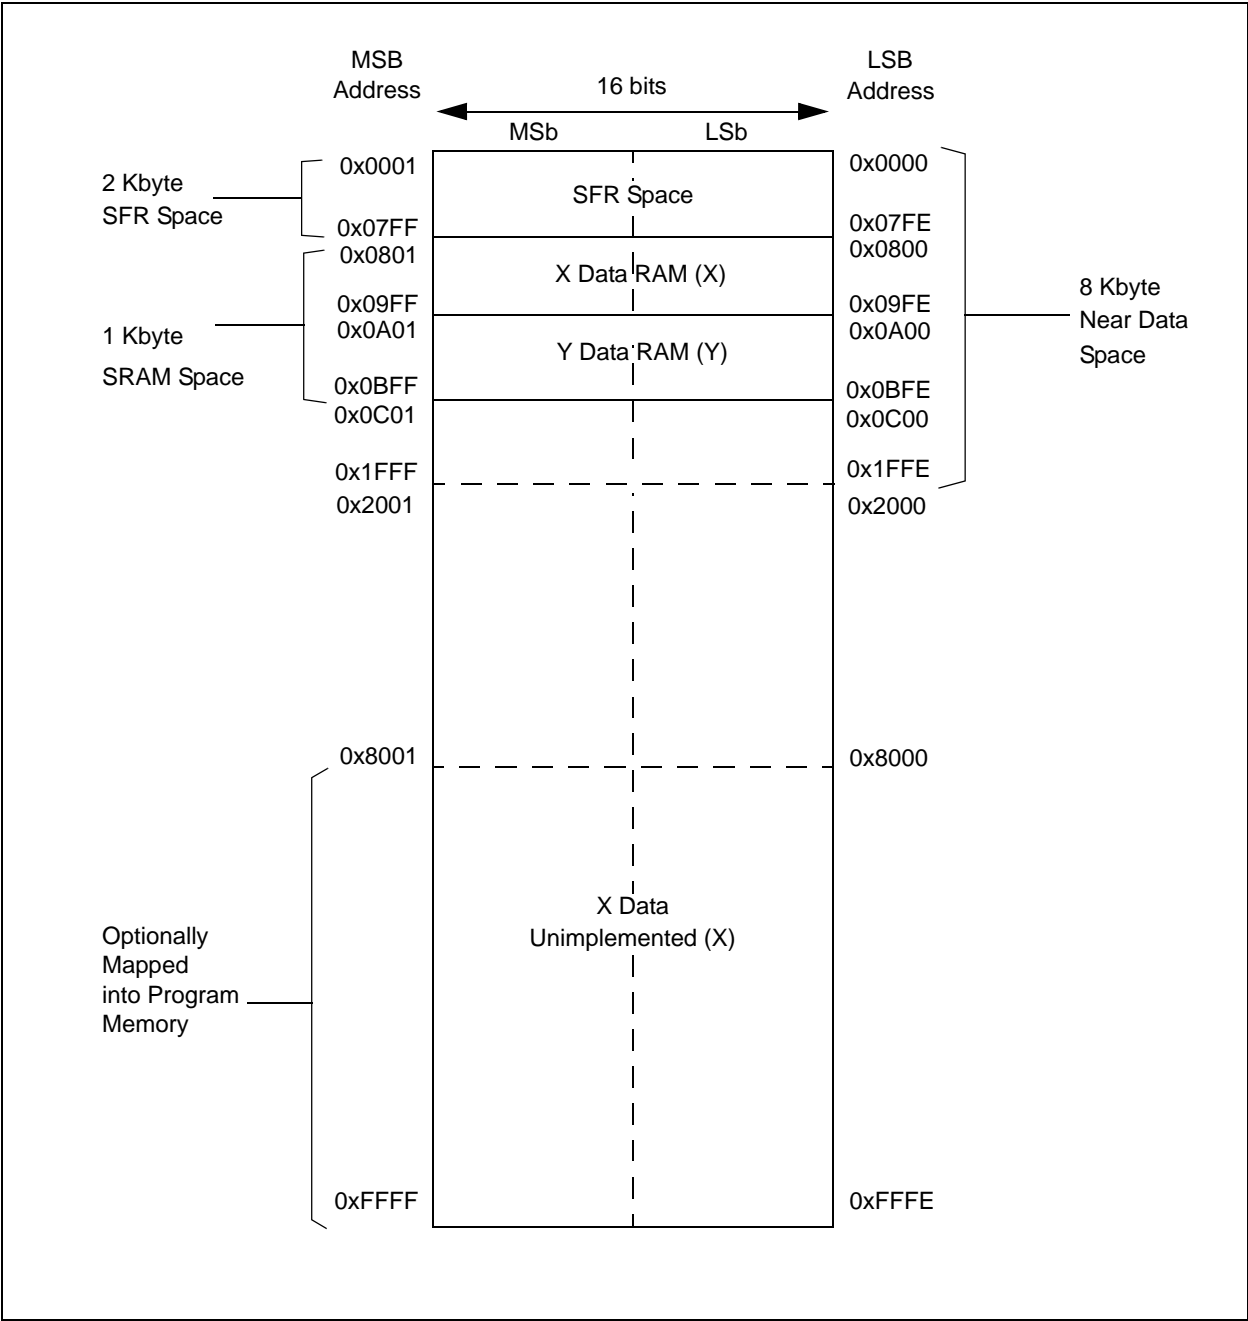 MSB
Address
16 bits
LSB
Address
MSb
LSb
2 Kbyte
SFR Space
0x0001
0x07FF
SFR Space
0x0000
0x07FE
1 Kbyte
SRAM Space
0x0801
0x09FF
X Data RAM (X)
0x0800
0x09FE
0x0A01
0x0BFF
Y Data RAM (Y)
0x0A00
0x0BFE
8 Kbyte
Near Data
Space
0x0C01
0x0C00
0x1FFF
0x1FFE
0x2001
0x2000
0x8001
0x8000
X Data
Unimplemented (X)
Optionally
Mapped
into Program
Memory
0xFFFF
0xFFFE